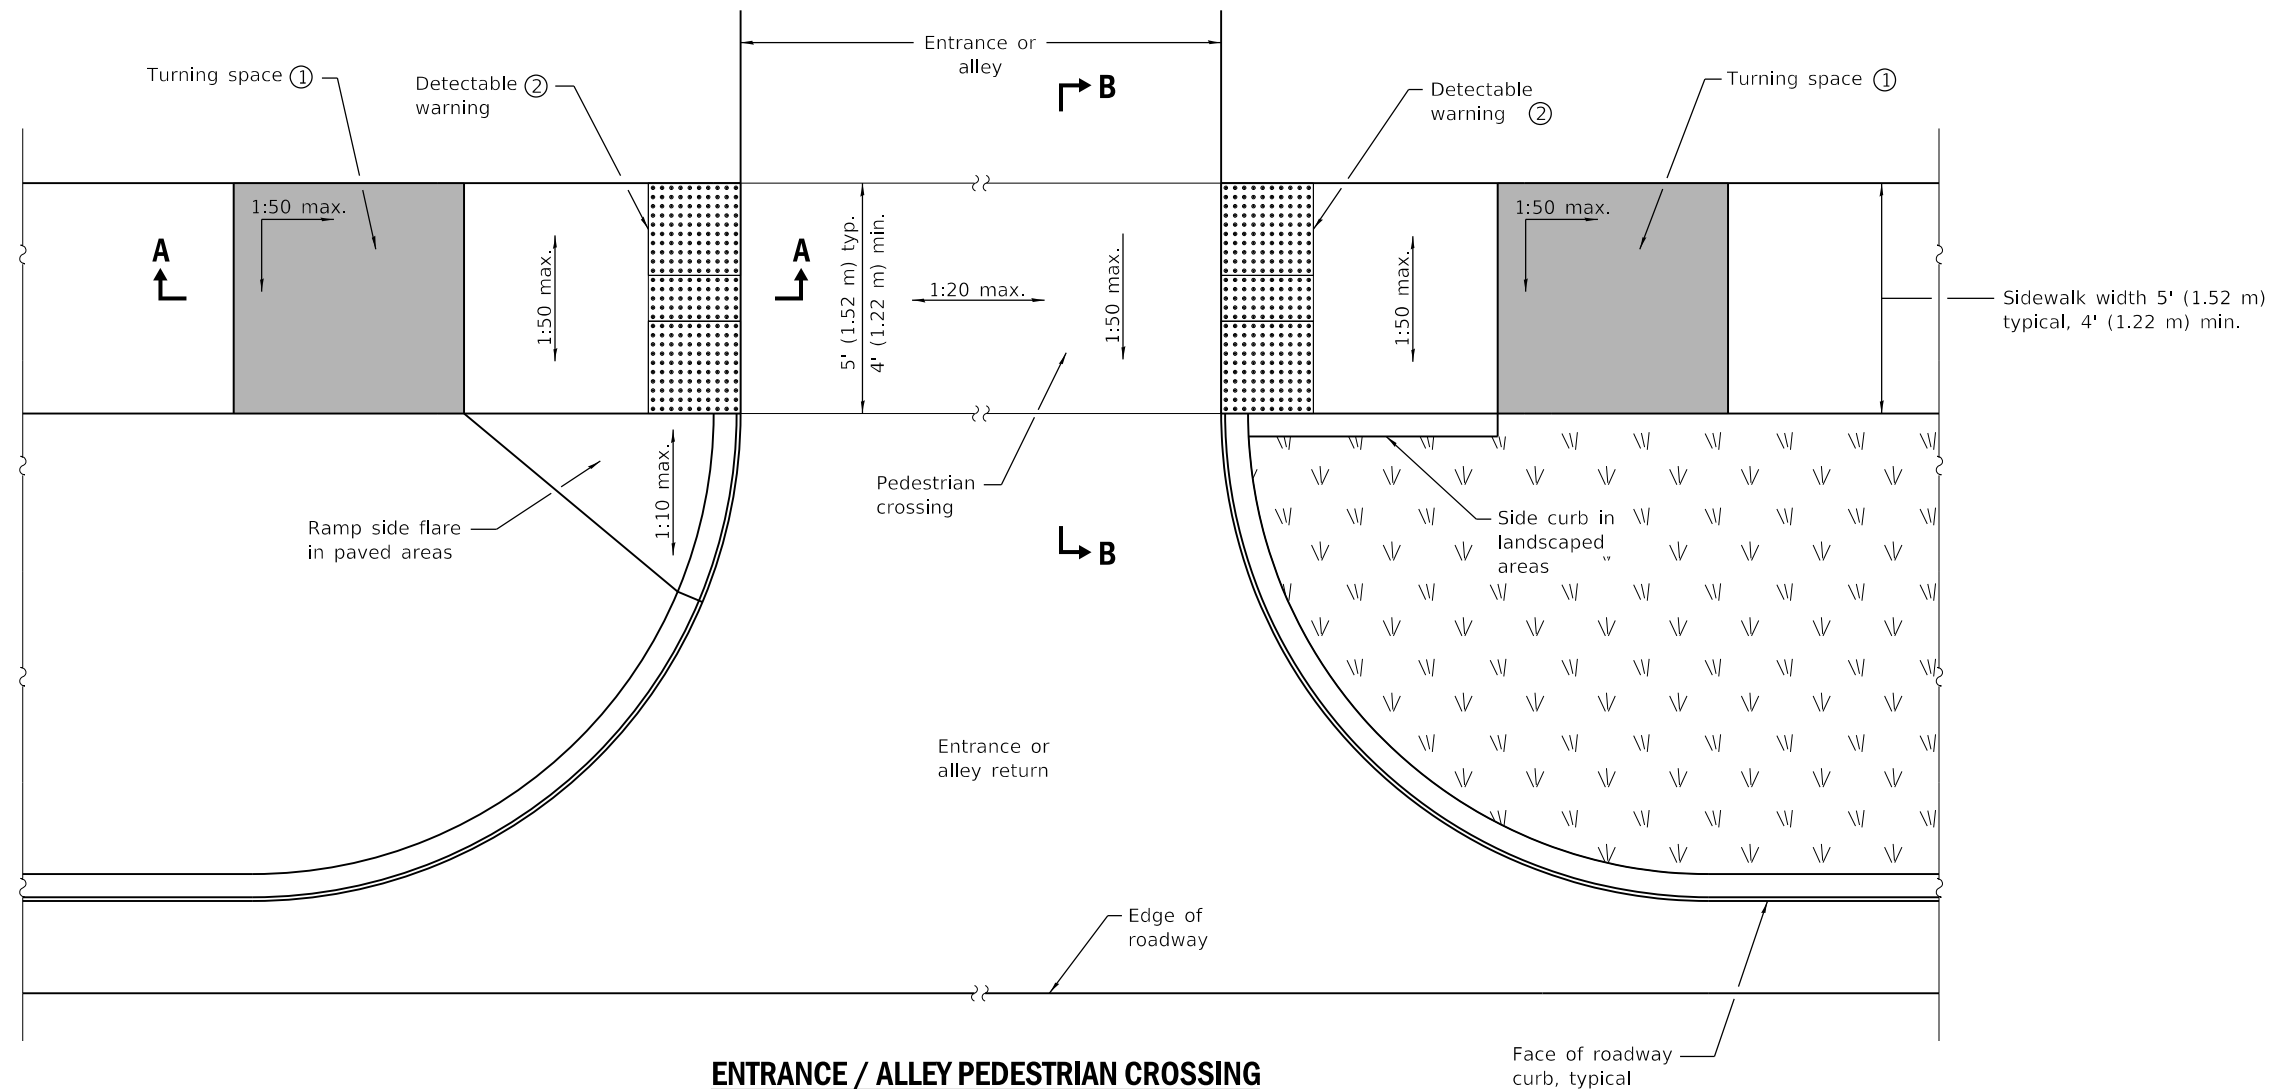 Entrance or
alley
Turning space ①
Detectable ②
warning
B
Detectable
warning ②
Turning space ①
1:50 max.
A
1:50 max.
A
5' (1.52 m) typ.
4' (1.22 m) min.
1:20 max.
1:50 max.
1:50 max.
1:50 max.
Sidewalk width 5' (1.52 m)
typical, 4' (1.22 m) min.
1:10 max.
Ramp side flare
in paved areas
Pedestrian
crossing
B
Side curb in
landscaped
areas
Entrance or
alley return
Edge of
roadway
Face of roadway
curb, typical
ENTRANCE / ALLEY PEDESTRIAN CROSSING